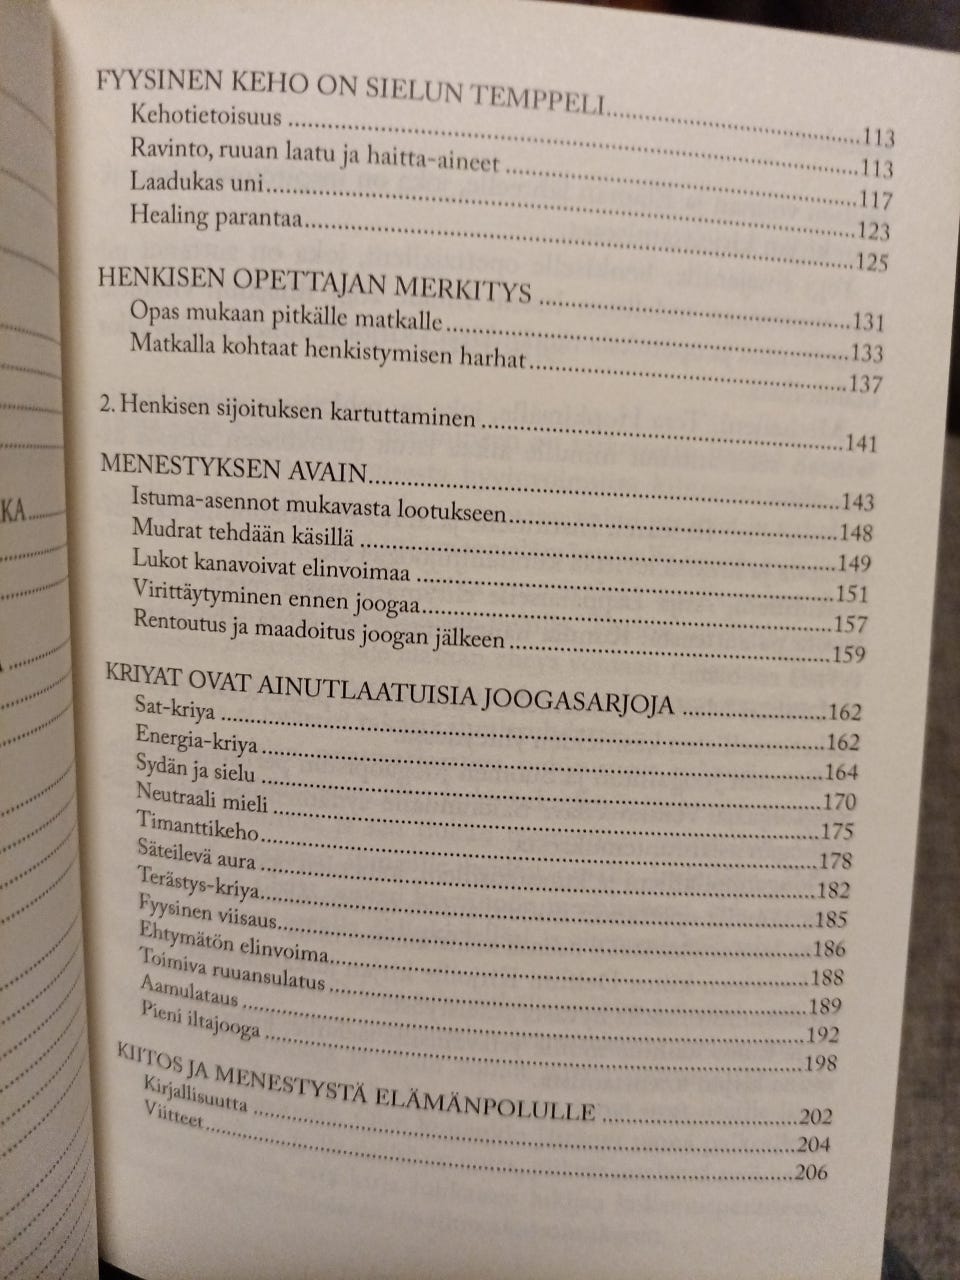 FYYSINEN KEHO ON SIELUN TEMPPELI..........113
Kehotietoisuus..........113
Ravinto, ruuan laatu ja haitta-aineet..........117
Laadukas uni..........123
Healing parantaa..........125
HENKISEN OPETTAJAN MERKITYS..........131
Opas mukaan pitkälle matkalle..........133
Matkalla kohtaat henkistymisen harhat..........137
2. Henkisen sijoituksen kartuttaminen..........141
MENESTYKSEN AVAIN..........143
Istuma-asennot mukavasta lootukseen..........148
Mudrat tehdään käsillä..........149
Lukot kanavoivat elinvoimaa..........151
Virittäytyminen ennen joogaa..........157
Rentoutus ja maadoitus joogan jälkeen..........159
KRIYAT OVAT AINUTLAATUISIA JOOGASARJOJA..........162
Sat-kriya..........162
Energia-kriya..........164
Sydän ja sielu..........170
Neutraali mieli..........175
Timanttikeho..........178
Säteilevä aura..........182
Terästys-kriya..........185
Fyysinen viisaus..........186
Ehtymätön elinvoima..........188
Toimiva ruuansulatus..........189
Aamulataus..........192
Pieni iltajooga..........198
KIITOS JA MENESTYSTÄ ELÄMÄNPOLULLE..........202
Kirjallisuutta..........204
Viitteet..........206